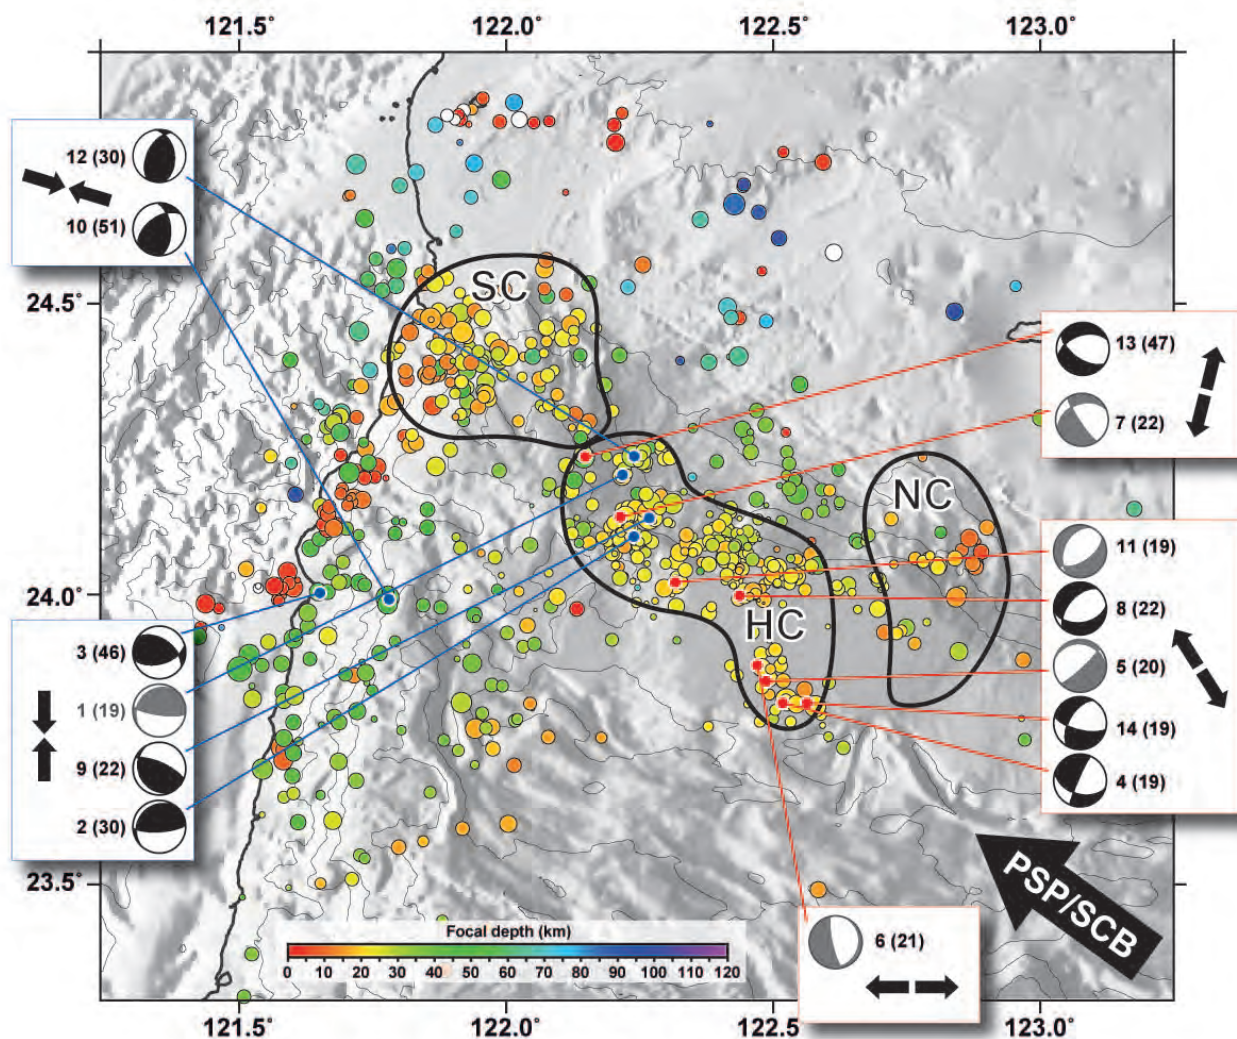 121.5° 122.0° 122.5° 123.0°
12 (30)
10 (51)
SC
24.5°
13 (47)
7 (22)
NC
11 (19)
24.0°
8 (22)
HC
3 (46)
5 (20)
1 (19)
14 (19)
9 (22)
4 (19)
2 (30)
PSP/SCB
23.5°
Focal depth (km)
0 10 20 30 40 50 60 70 80 90 100 110 120
6 (21)
121.5° 122.0° 122.5° 123.0°